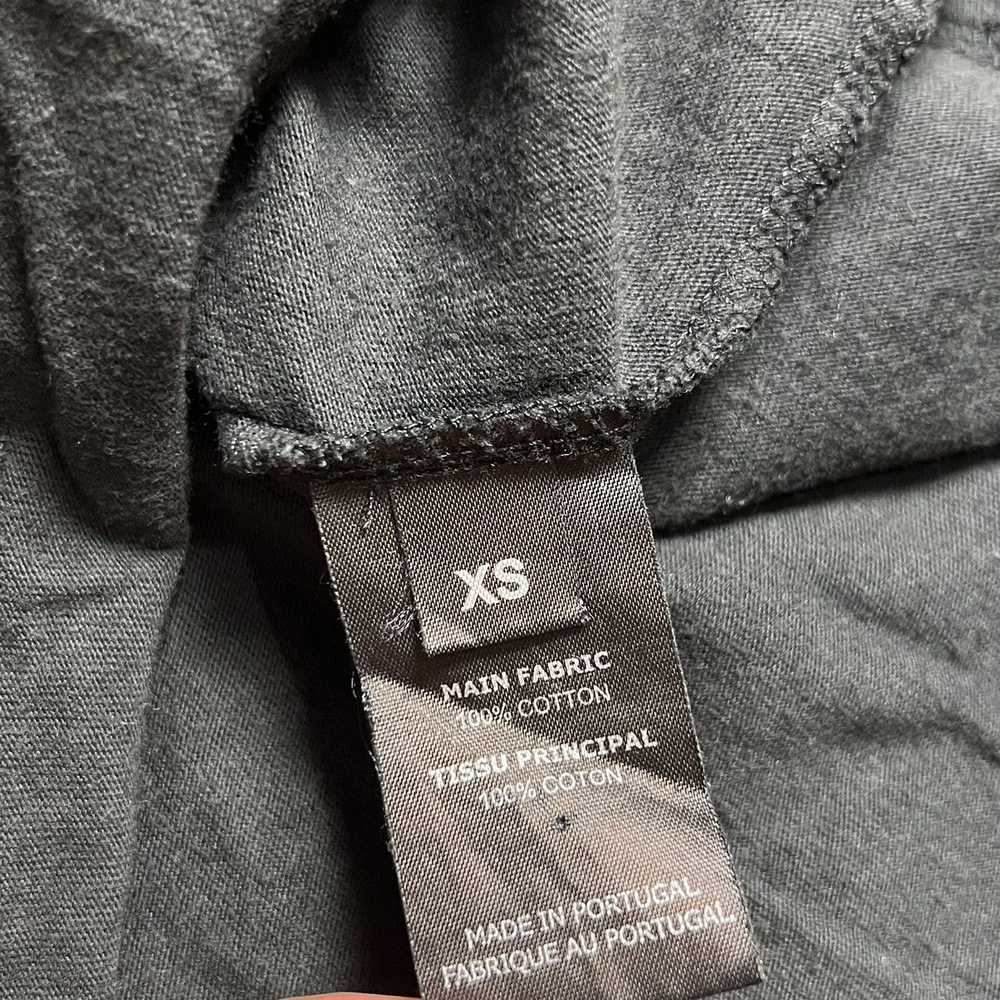 XS
MAIN FABRIC
100% COTTON
TISSU PRINCIPAL
100% COTON
MADE IN PORTUGAL
FABRIQUE AU PORTUGAL